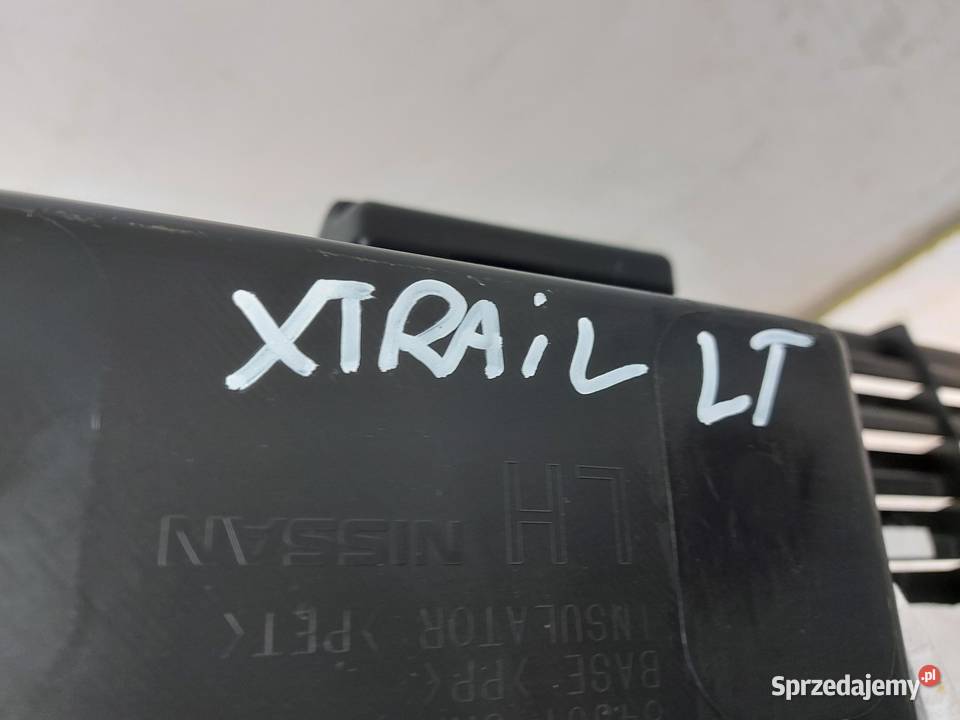 XTRAiL LT
LH
NISSAN
INSULATOR >PET<
BASE >PP<
Sprzedajemy.pl